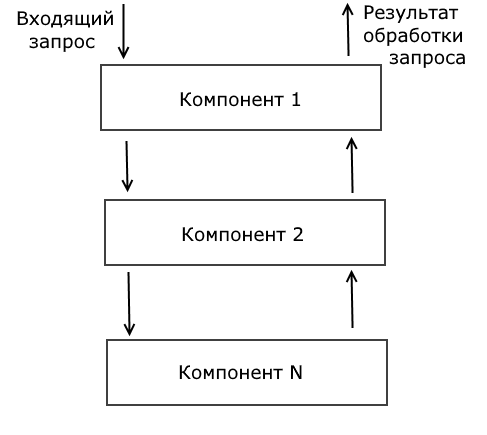 Входящий
запрос
Результат
обработки
запроса
Компонент 1
Компонент 2
Компонент N